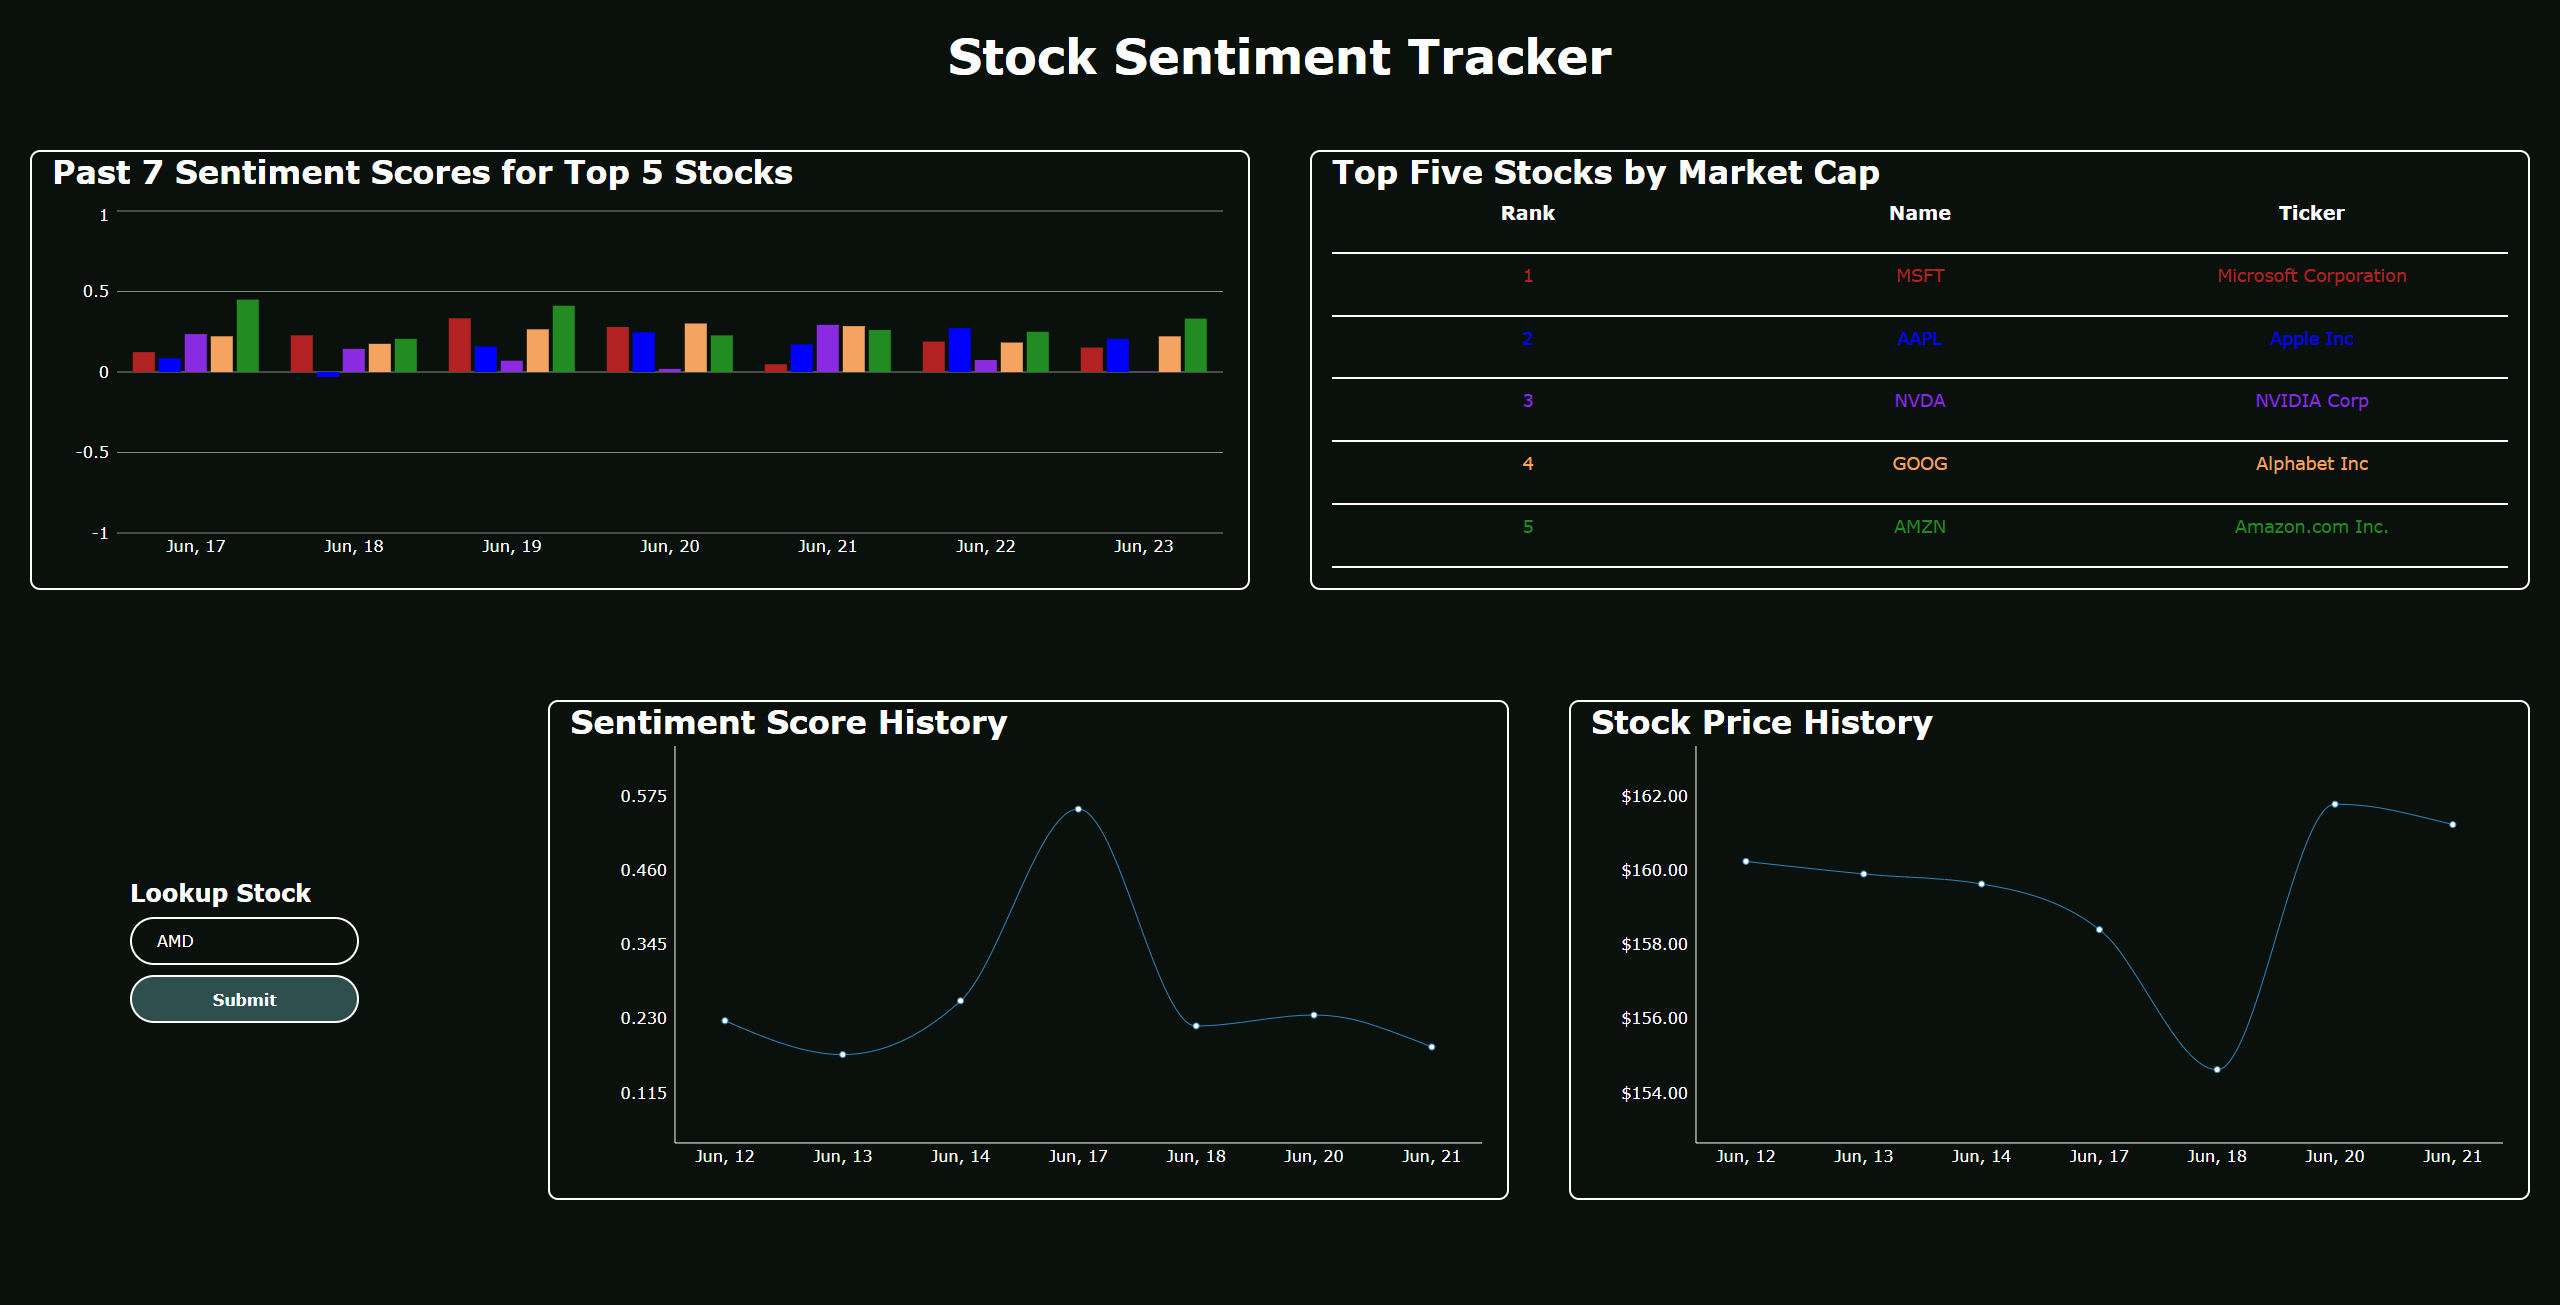 Stock Sentiment Tracker
Past 7 Sentiment Scores for Top 5 Stocks
1
0.5
0
-0.5
-1
Jun, 17 Jun, 18 Jun, 19 Jun, 20 Jun, 21 Jun, 22 Jun, 23
Top Five Stocks by Market Cap
Rank Name Ticker
1 MSFT Microsoft Corporation
2 AAPL Apple Inc
3 NVDA NVIDIA Corp
4 GOOG Alphabet Inc
5 AMZN Amazon.com Inc.
Lookup Stock
AMD
Submit
Sentiment Score History
0.575
0.460
0.345
0.230
0.115
Jun, 12 Jun, 13 Jun, 14 Jun, 17 Jun, 18 Jun, 20 Jun, 21
Stock Price History
$162.00
$160.00
$158.00
$156.00
$154.00
Jun, 12 Jun, 13 Jun, 14 Jun, 17 Jun, 18 Jun, 20 Jun, 21